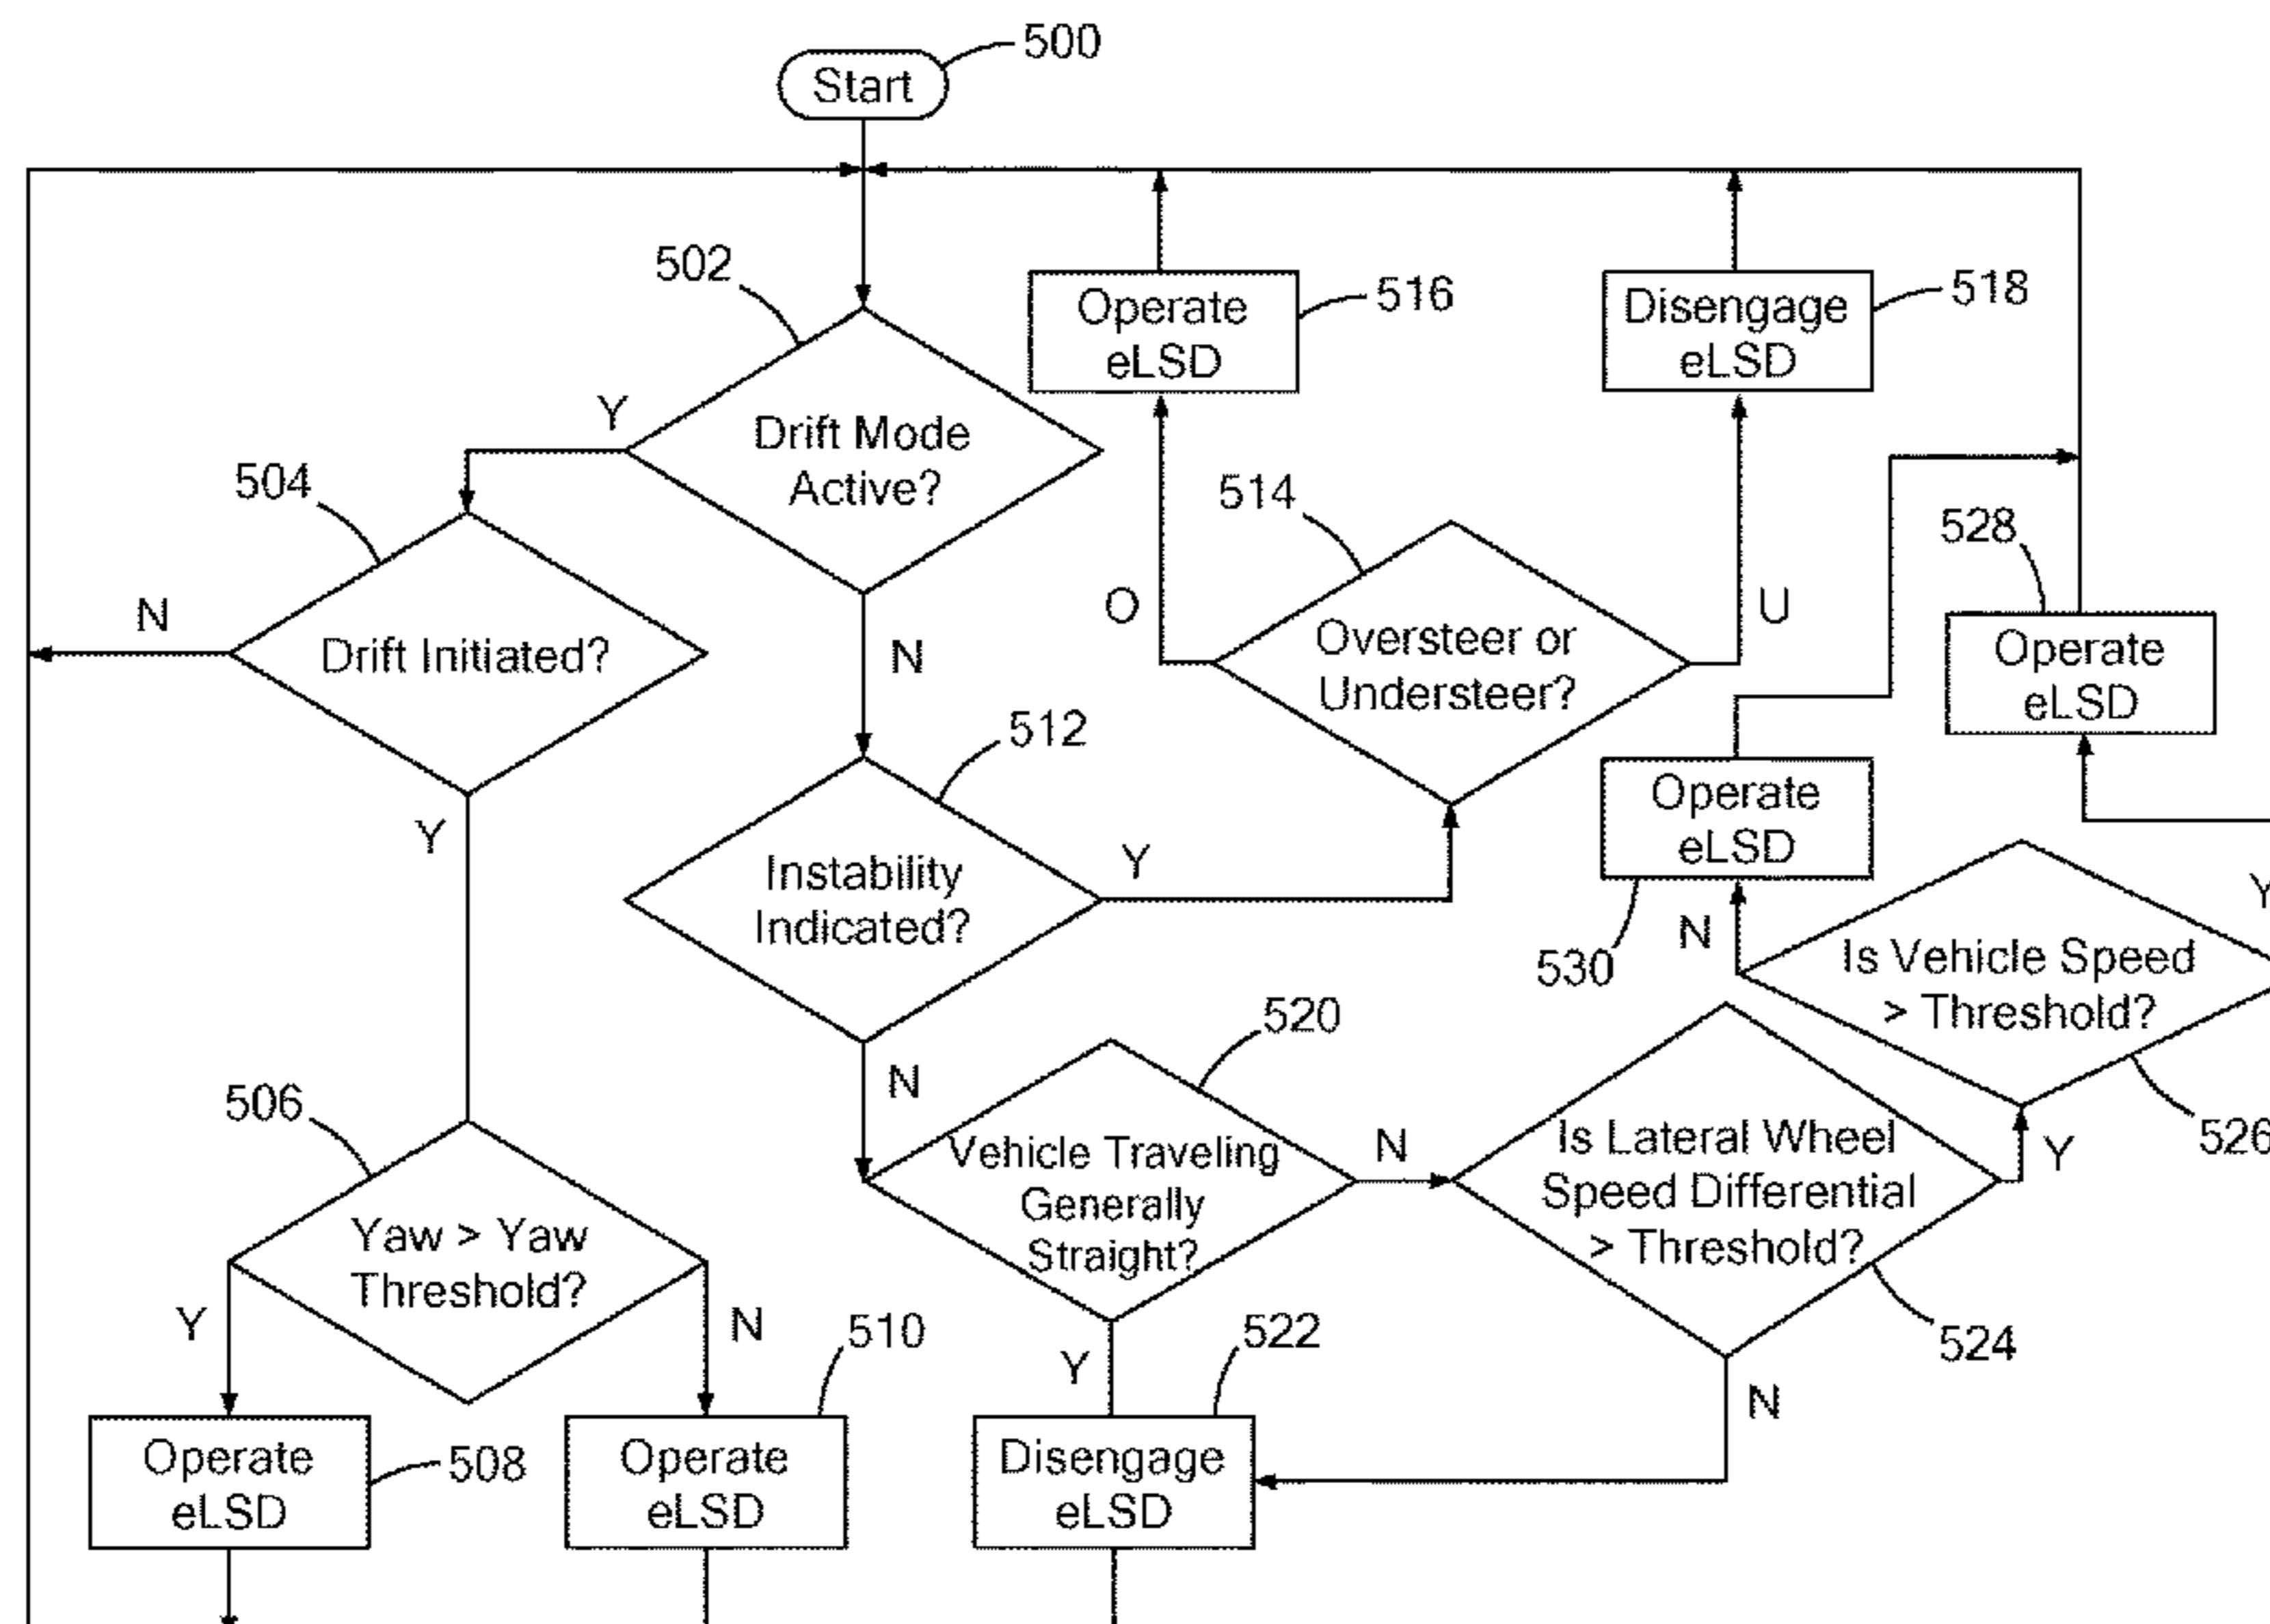 500
Start
502
Operate
eLSD
516
Disengage
eLSD
518
Y
Drift Mode
Active?
504
514
528
N
Drift Initiated?
N
O
Oversteer or
Understeer?
U
Operate
eLSD
512
Operate
eLSD
Y
Instability
Indicated?
Y
530
N
Is Vehicle Speed
> Threshold?
Y
526
N
520
506
Vehicle Traveling
Generally
Straight?
N
Is Lateral Wheel
Speed Differential
> Threshold?
Y
524
Yaw > Yaw
Threshold?
Y
N
510
Y
522
N
Operate
eLSD
508
Operate
eLSD
Disengage
eLSD